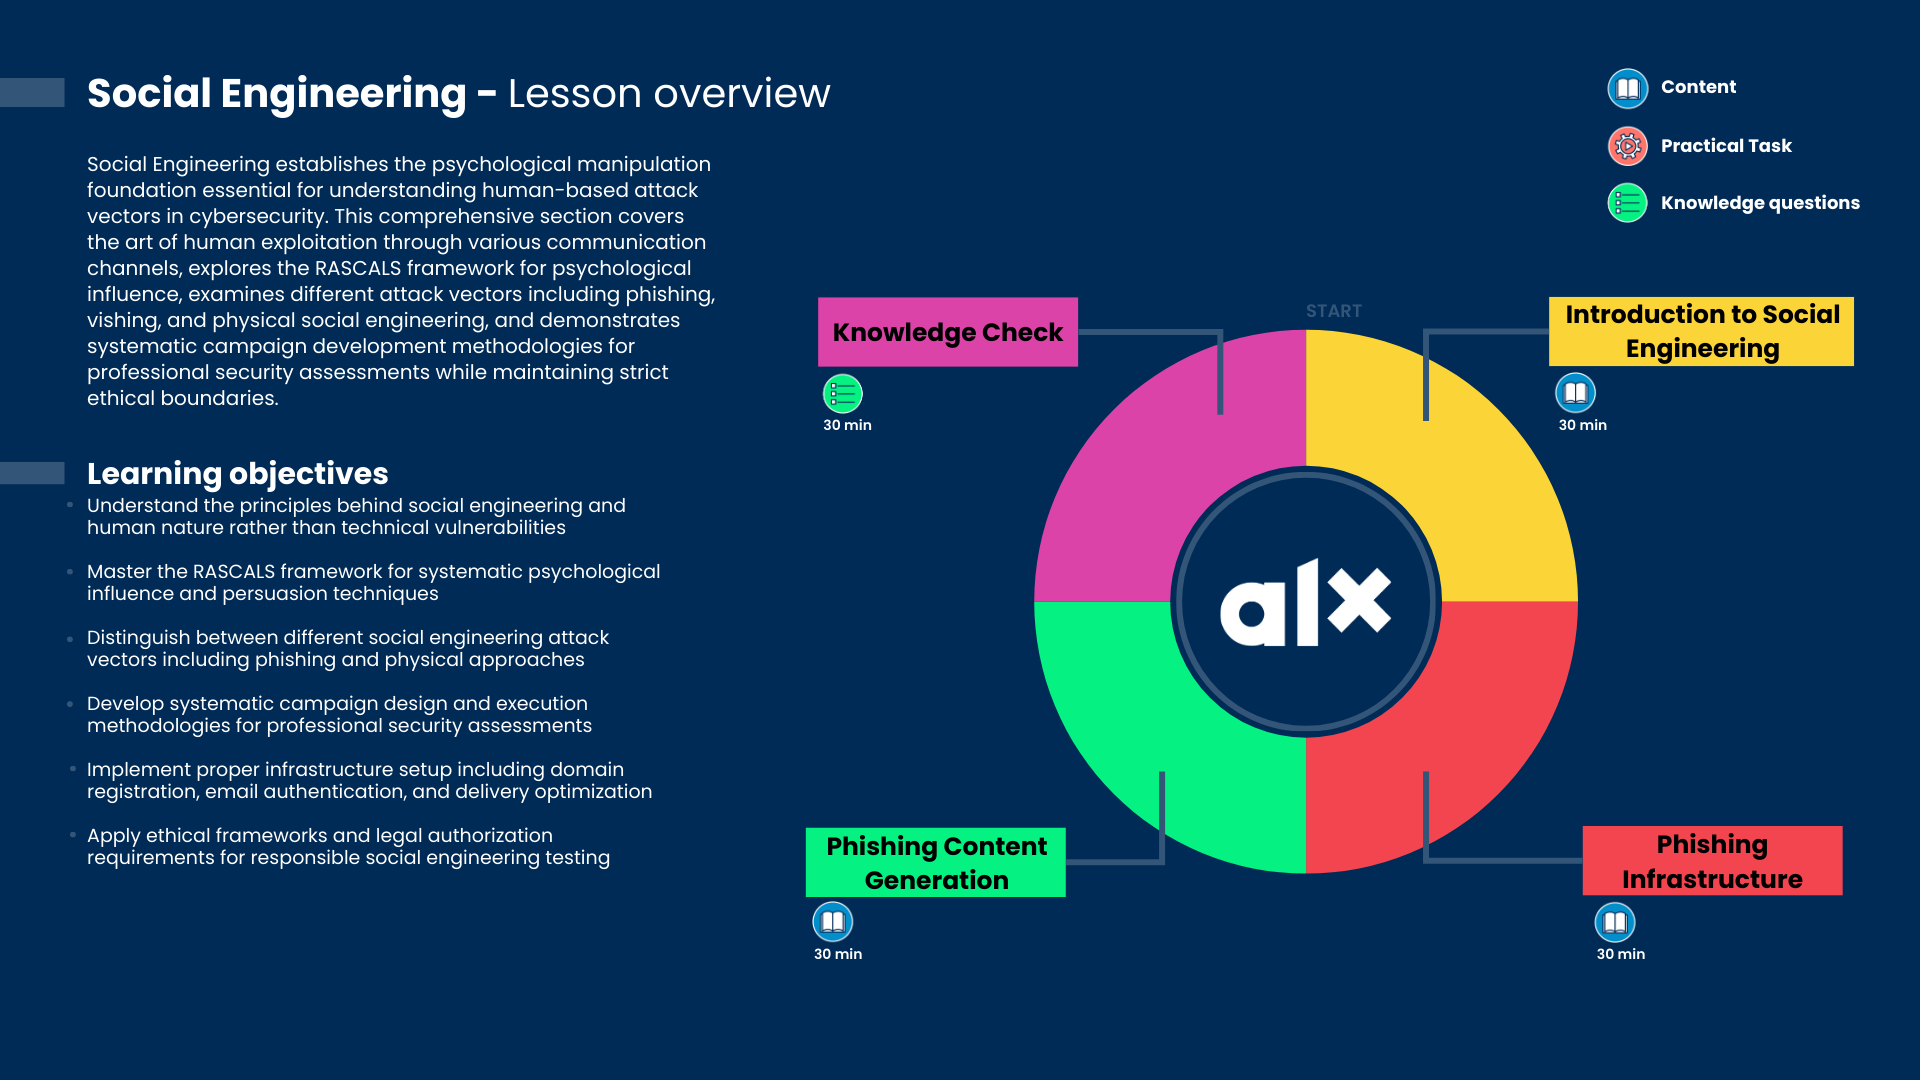 Social Engineering - Lesson overview
Social Engineering establishes the psychological manipulation
foundation essential for understanding human-based attack
vectors in cybersecurity. This comprehensive section covers
the art of human exploitation through various communication
channels, explores the RASCALS framework for psychological
influence, examines different attack vectors including phishing,
vishing, and physical social engineering, and demonstrates
systematic campaign development methodologies for
professional security assessments while maintaining strict
ethical boundaries.
Learning objectives
Understand the principles behind social engineering and
human nature rather than technical vulnerabilities
Master the RASCALS framework for systematic psychological
influence and persuasion techniques
Distinguish between different social engineering attack
vectors including phishing and physical approaches
Develop systematic campaign design and execution
methodologies for professional security assessments
Implement proper infrastructure setup including domain
registration, email authentication, and delivery optimization
Apply ethical frameworks and legal authorization
requirements for responsible social engineering testing
Content
Practical Task
Knowledge questions
START
Introduction to Social
Engineering
30 min
Phishing
Infrastructure
30 min
Phishing Content
Generation
30 min
Knowledge Check
30 min
alx